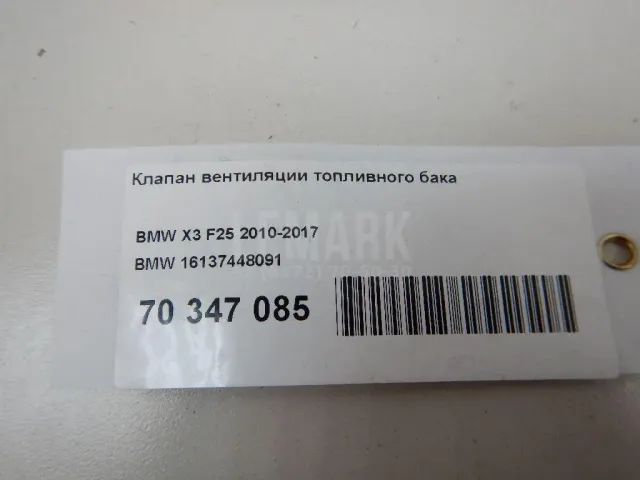 Клапан вентиляции топливного бака
BMW X3 F25 2010-2017
BMW 16137448091
70 347 085